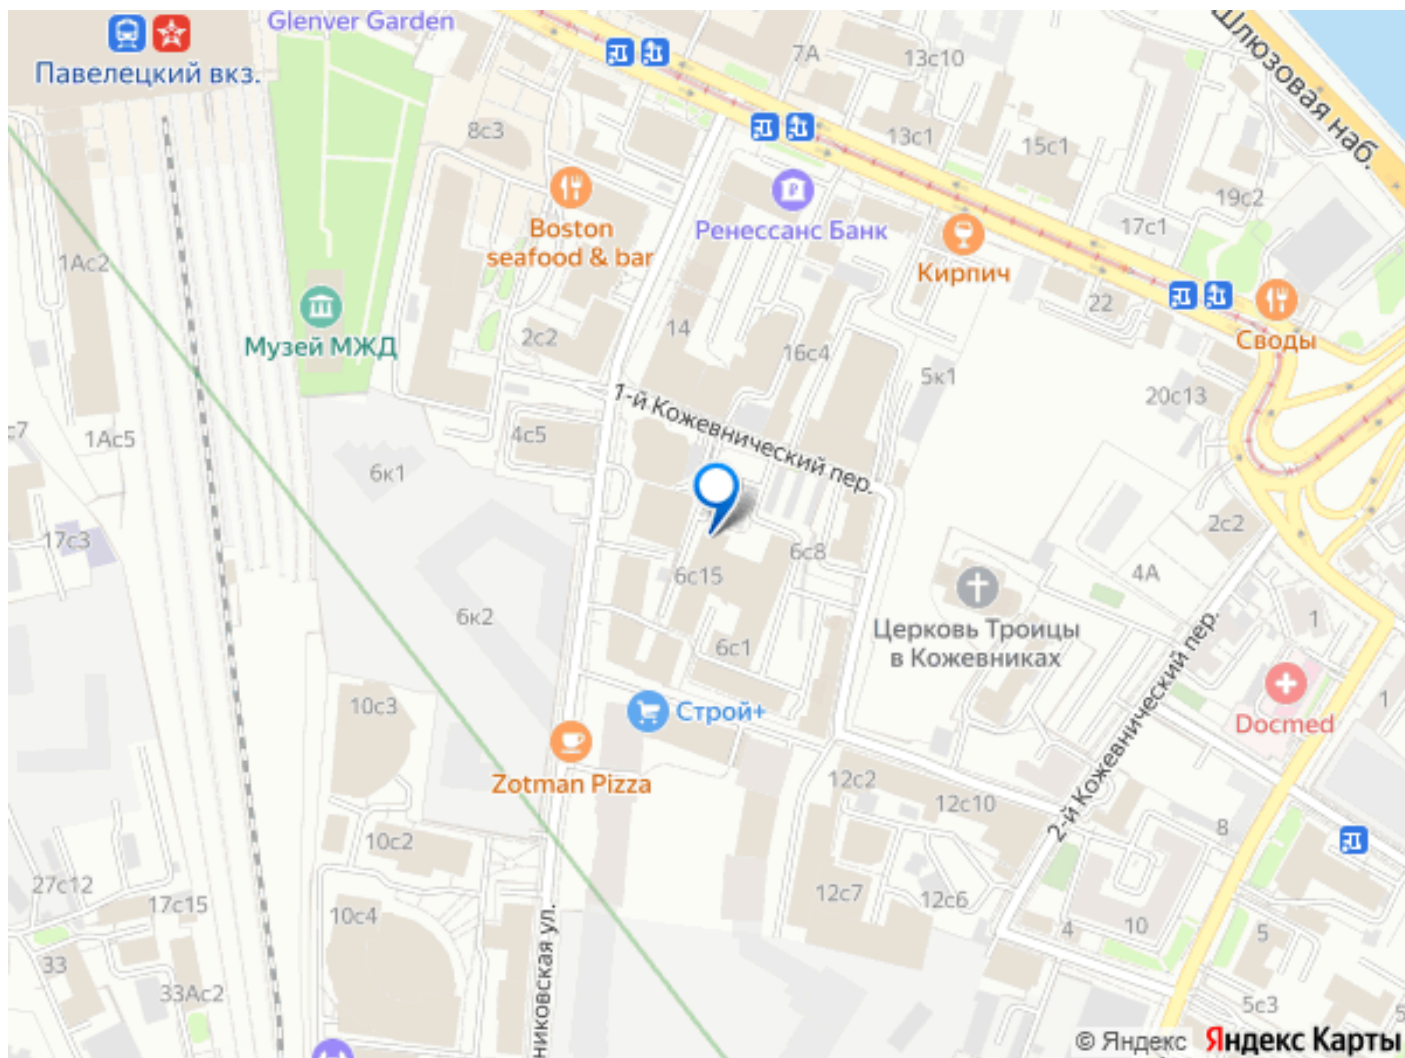 Glenver Garden
Павелецкий вкз.
7А
13с10
Шлюзовая наб.
8с3
13с1
15с1
19с2
17с1
Boston
seafood & bar
Ренессанс Банк
Кирпич
1Ас2
Музей МЖД
2с2
14
16с4
22
Своды
5к1
20с13
1-й Кожевнический пер.
с7
1Ас5
4с5
6к1
17с3
2с2
6с8
6с15
4А
6к2
6с1
Церковь Троицы
в Кожевниках
1
2-й Кожевнический пер.
10с3
Строй+
Docmed
1
Zotman Pizza
12с2
12с10
8
10с2
27с12
17с15
10с4
12с7
12с6
4
10
5
никовская ул.
33
33Ас2
5с3
© Яндекс Яндекс Карты